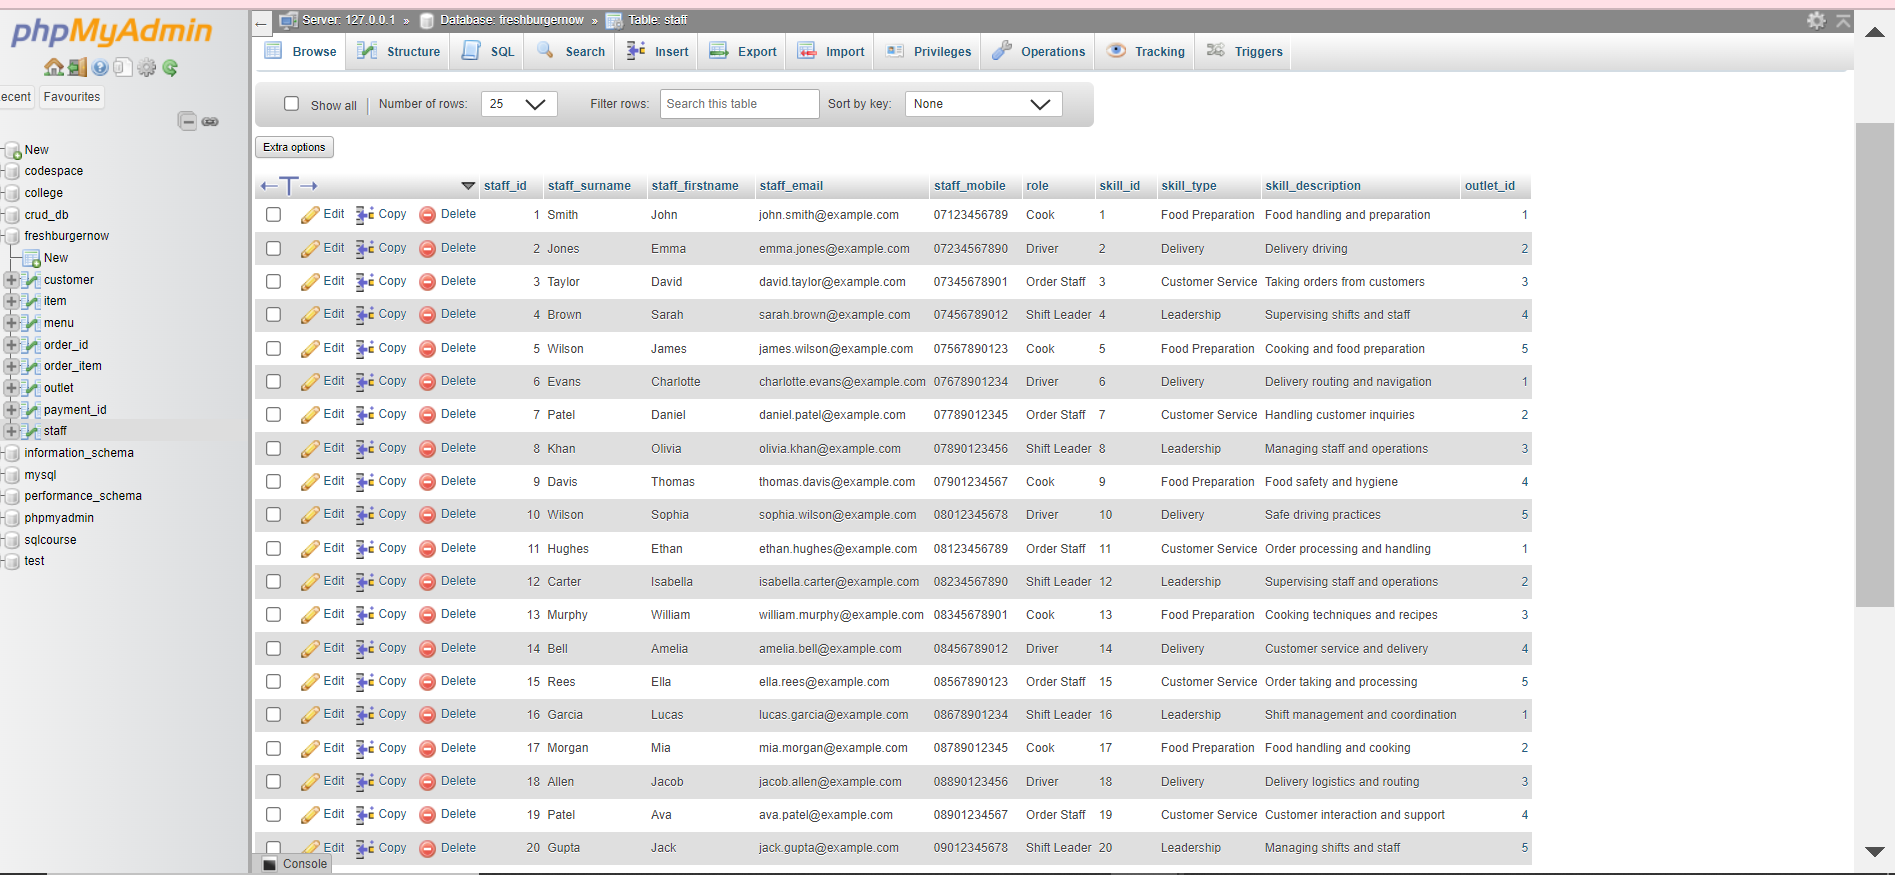 phpMyAdmin
ecent Favourites
New
codespace
college
crud_db
freshburgernow
New
customer
item
menu
order_id
order_item
outlet
payment_id
staff
information_schema
mysql
performance_schema
phpmyadmin
sqlcourse
test
Server: 127.0.0.1 » Database: freshburgernow » Table: staff
Browse Structure SQL Search Insert Export Import Privileges Operations Tracking Triggers
Show all Number of rows: 25 Filter rows: Search this table Sort by key: None
Extra options
staff_id staff_surname staff_firstname staff_email staff_mobile role skill_id skill_type skill_description outlet_id
Edit Copy Delete 1 Smith John john.smith@example.com 07123456789 Cook 1 Food Preparation Food handling and preparation 1
Edit Copy Delete 2 Jones Emma emma.jones@example.com 07234567890 Driver 2 Delivery Delivery driving 2
Edit Copy Delete 3 Taylor David david.taylor@example.com 07345678901 Order Staff 3 Customer Service Taking orders from customers 3
Edit Copy Delete 4 Brown Sarah sarah.brown@example.com 07456789012 Shift Leader 4 Leadership Supervising shifts and staff 4
Edit Copy Delete 5 Wilson James james.wilson@example.com 07567890123 Cook 5 Food Preparation Cooking and food preparation 5
Edit Copy Delete 6 Evans Charlotte charlotte.evans@example.com 07678901234 Driver 6 Delivery Delivery routing and navigation 1
Edit Copy Delete 7 Patel Daniel daniel.patel@example.com 07789012345 Order Staff 7 Customer Service Handling customer inquiries 2
Edit Copy Delete 8 Khan Olivia olivia.khan@example.com 07890123456 Shift Leader 8 Leadership Managing staff and operations 3
Edit Copy Delete 9 Davis Thomas thomas.davis@example.com 07901234567 Cook 9 Food Preparation Food safety and hygiene 4
Edit Copy Delete 10 Wilson Sophia sophia.wilson@example.com 08012345678 Driver 10 Delivery Safe driving practices 5
Edit Copy Delete 11 Hughes Ethan ethan.hughes@example.com 08123456789 Order Staff 11 Customer Service Order processing and handling 1
Edit Copy Delete 12 Carter Isabella isabella.carter@example.com 08234567890 Shift Leader 12 Leadership Supervising staff and operations 2
Edit Copy Delete 13 Murphy William william.murphy@example.com 08345678901 Cook 13 Food Preparation Cooking techniques and recipes 3
Edit Copy Delete 14 Bell Amelia amelia.bell@example.com 08456789012 Driver 14 Delivery Customer service and delivery 4
Edit Copy Delete 15 Rees Ella ella.rees@example.com 08567890123 Order Staff 15 Customer Service Order taking and processing 5
Edit Copy Delete 16 Garcia Lucas lucas.garcia@example.com 08678901234 Shift Leader 16 Leadership Shift management and coordination 1
Edit Copy Delete 17 Morgan Mia mia.morgan@example.com 08789012345 Cook 17 Food Preparation Food handling and cooking 2
Edit Copy Delete 18 Allen Jacob jacob.allen@example.com 08890123456 Driver 18 Delivery Delivery logistics and routing 3
Edit Copy Delete 19 Patel Ava ava.patel@example.com 08901234567 Order Staff 19 Customer Service Customer interaction and support 4
Edit Copy Delete 20 Gupta Jack jack.gupta@example.com 09012345678 Shift Leader 20 Leadership Managing shifts and staff 5
Console